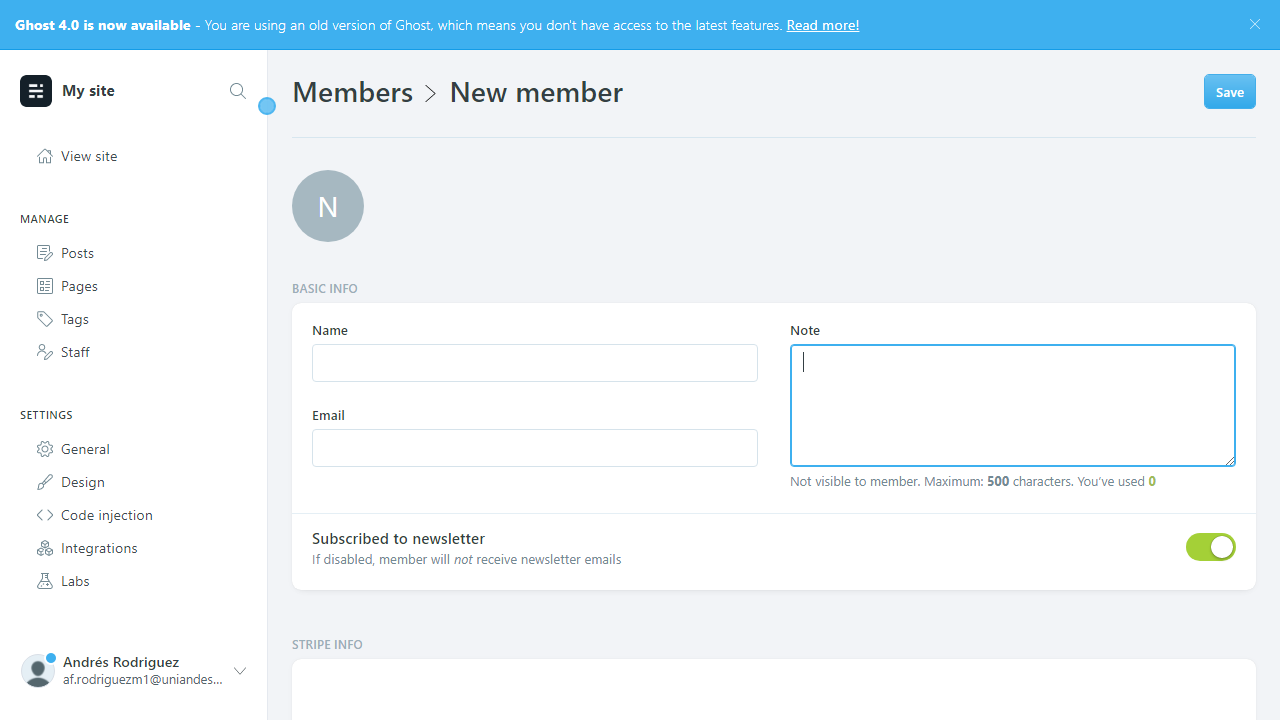 Ghost 4.0 is now available - You are using an old version of Ghost, which means you don't have access to the latest features. Read more!
My site
View site
MANAGE
Posts
Pages
Tags
Staff
SETTINGS
General
Design
Code injection
Integrations
Labs
Andrés Rodriguez
af.rodriguezm1@uniandes...
Members > New member
Save
N
BASIC INFO
Name
Email
Note
Not visible to member. Maximum: 500 characters. You’ve used 0
Subscribed to newsletter
If disabled, member will not receive newsletter emails
STRIPE INFO